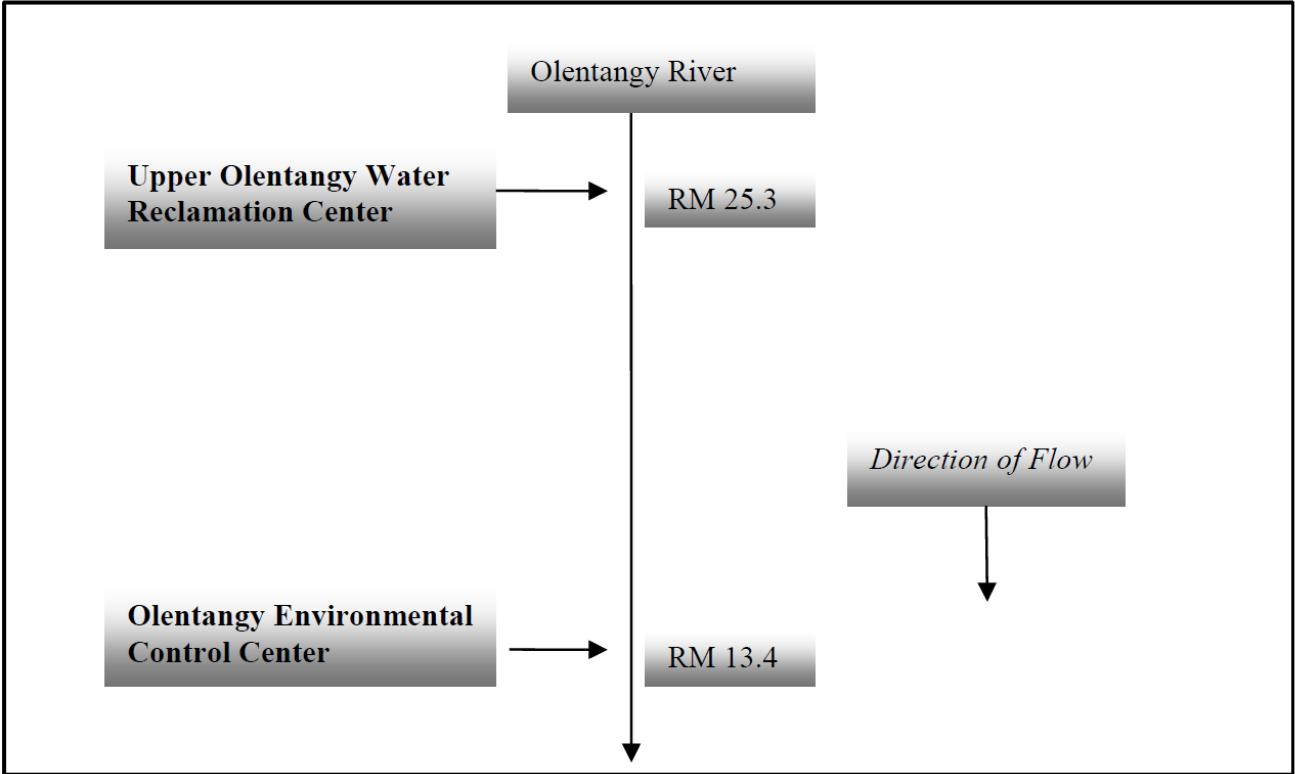 Olentangy River
Upper Olentangy Water
Reclamation Center
RM 25.3
Direction of Flow
Olentangy Environmental
Control Center
RM 13.4